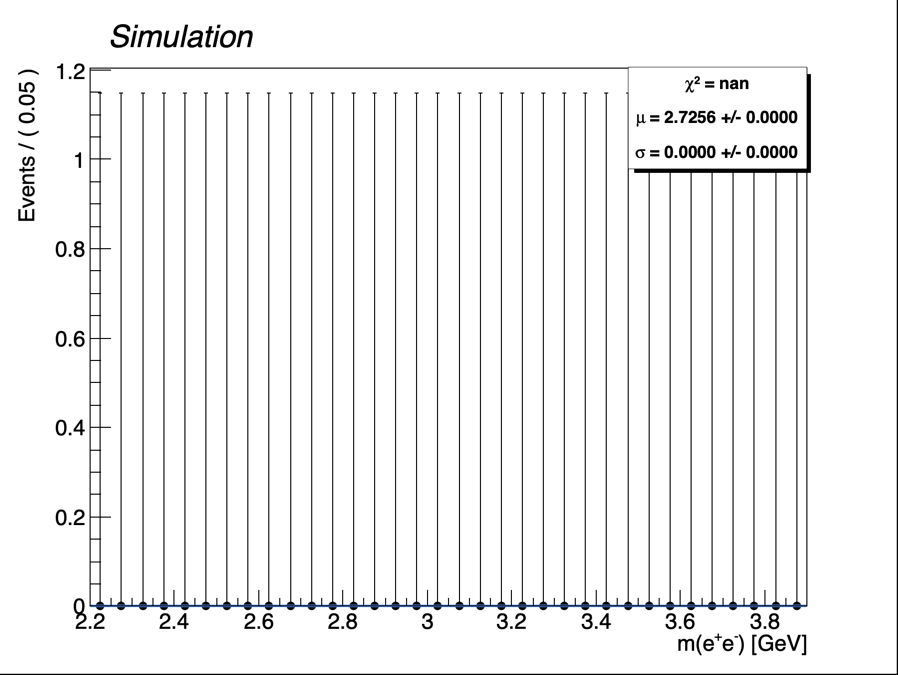 Simulation
Events / ( 0.05 )
1.2
1
0.8
0.6
0.4
0.2
0
χ² = nan
μ = 2.7256 +/- 0.0000
σ = 0.0000 +/- 0.0000
2.2 2.4 2.6 2.8 3 3.2 3.4 3.6 3.8
m(e⁺e⁻) [GeV]